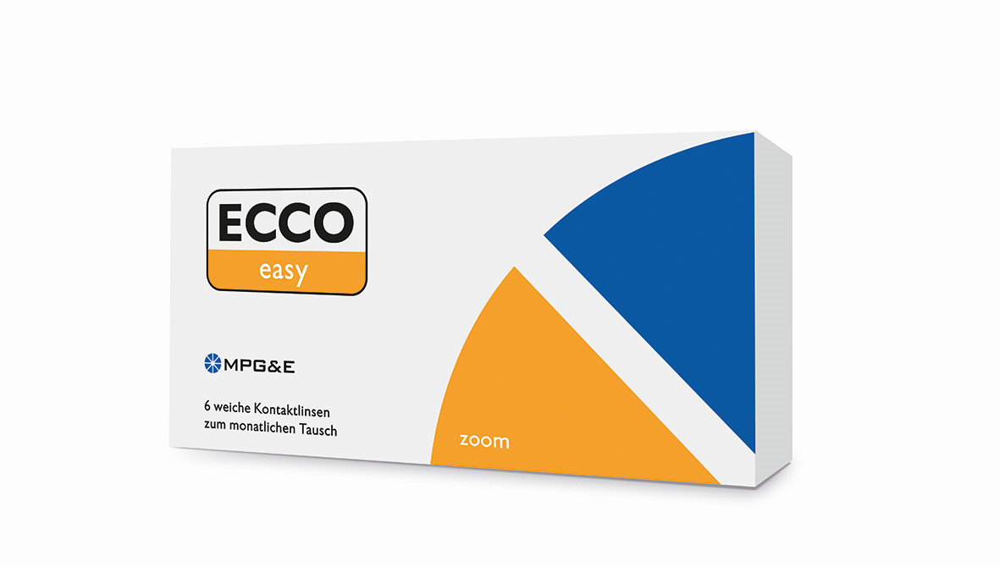 ECCO
easy
MPG&E
6 weiche Kontaktlinsen
zum monatlichen Tausch
zoom